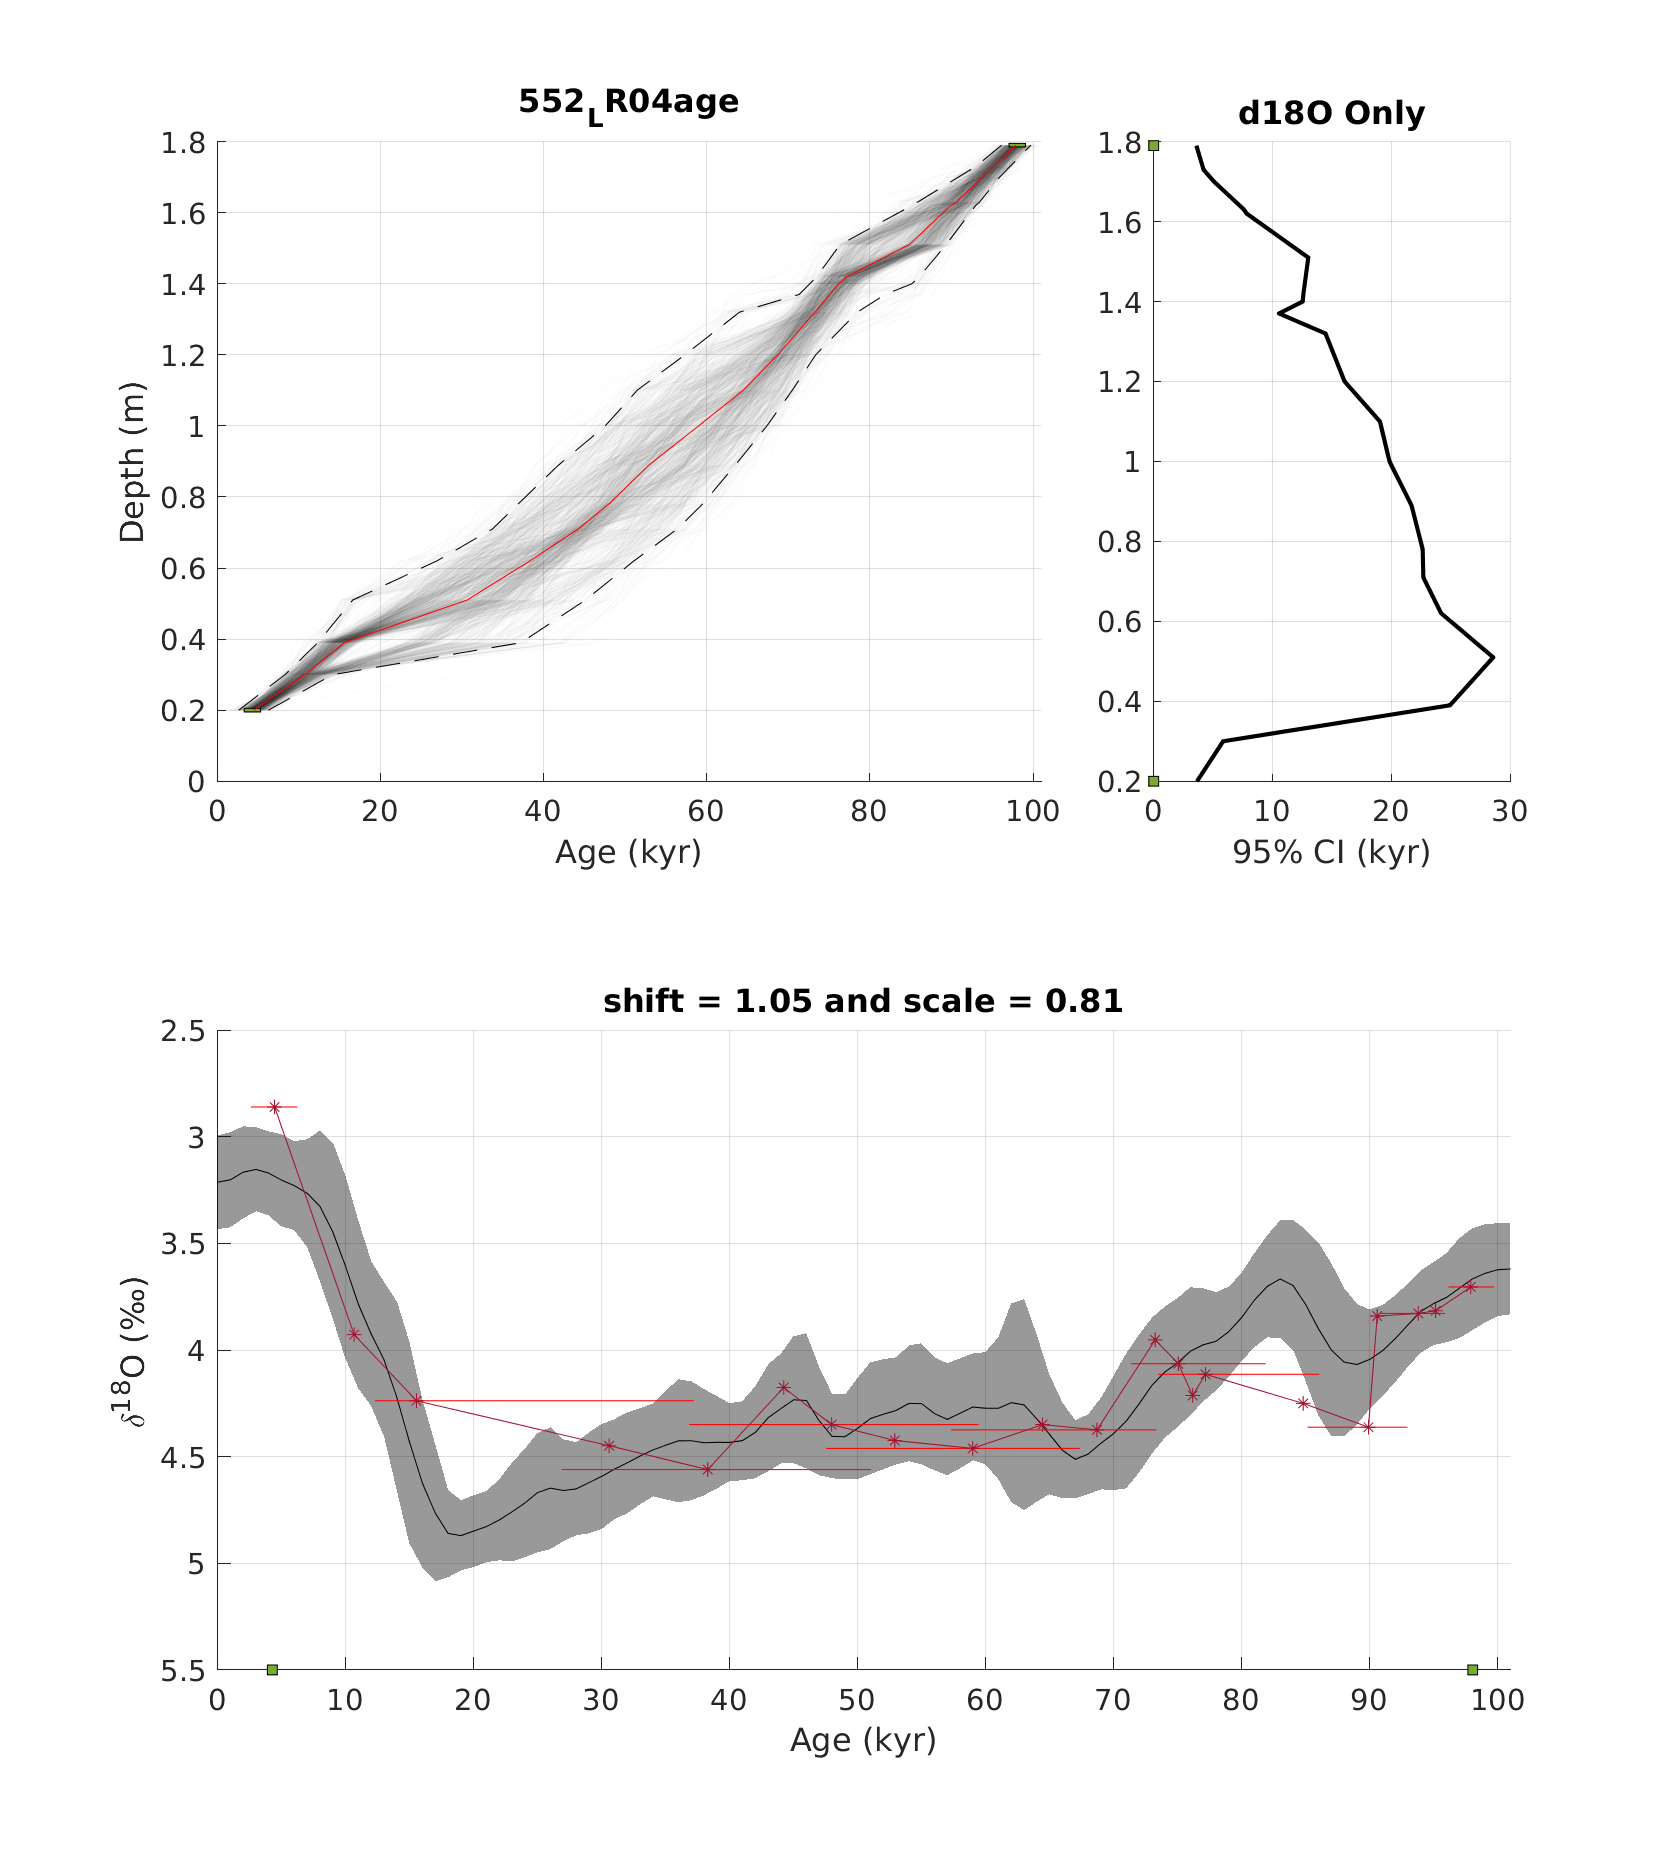 552LR04age
d18O Only
1.8
1.6
1.4
1.2
1
0.8
0.6
0.4
0.2
0
Depth (m)
0 20 40 60 80 100
Age (kyr)
1.8
1.6
1.4
1.2
1
0.8
0.6
0.4
0.2
0 10 20 30
95% CI (kyr)
shift = 1.05 and scale = 0.81
2.5
3
3.5
4
4.5
5
5.5
δ18O (‰)
0 10 20 30 40 50 60 70 80 90 100
Age (kyr)